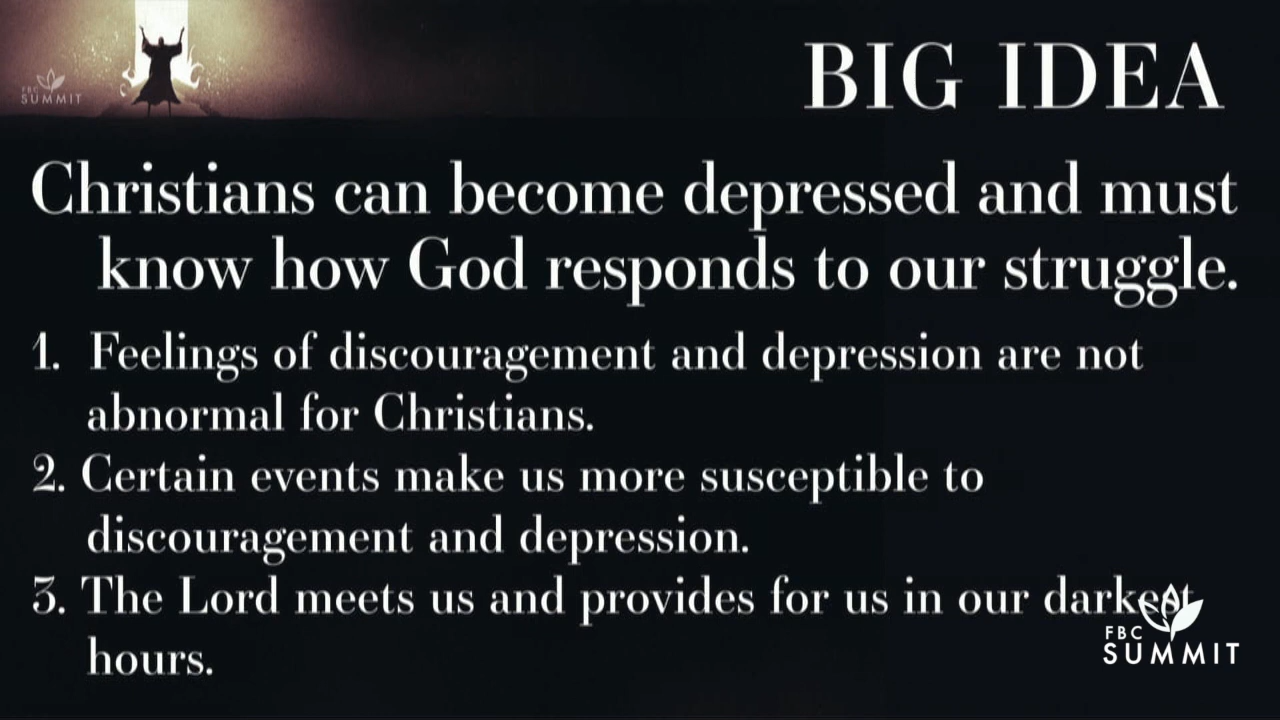 FBC
SUMMIT
BIG IDEA
Christians can become depressed and must
know how God responds to our struggle.
1. Feelings of discouragement and depression are not
abnormal for Christians.
2. Certain events make us more susceptible to
discouragement and depression.
3. The Lord meets us and provides for us in our darkest
hours.
FBC
SUMMIT